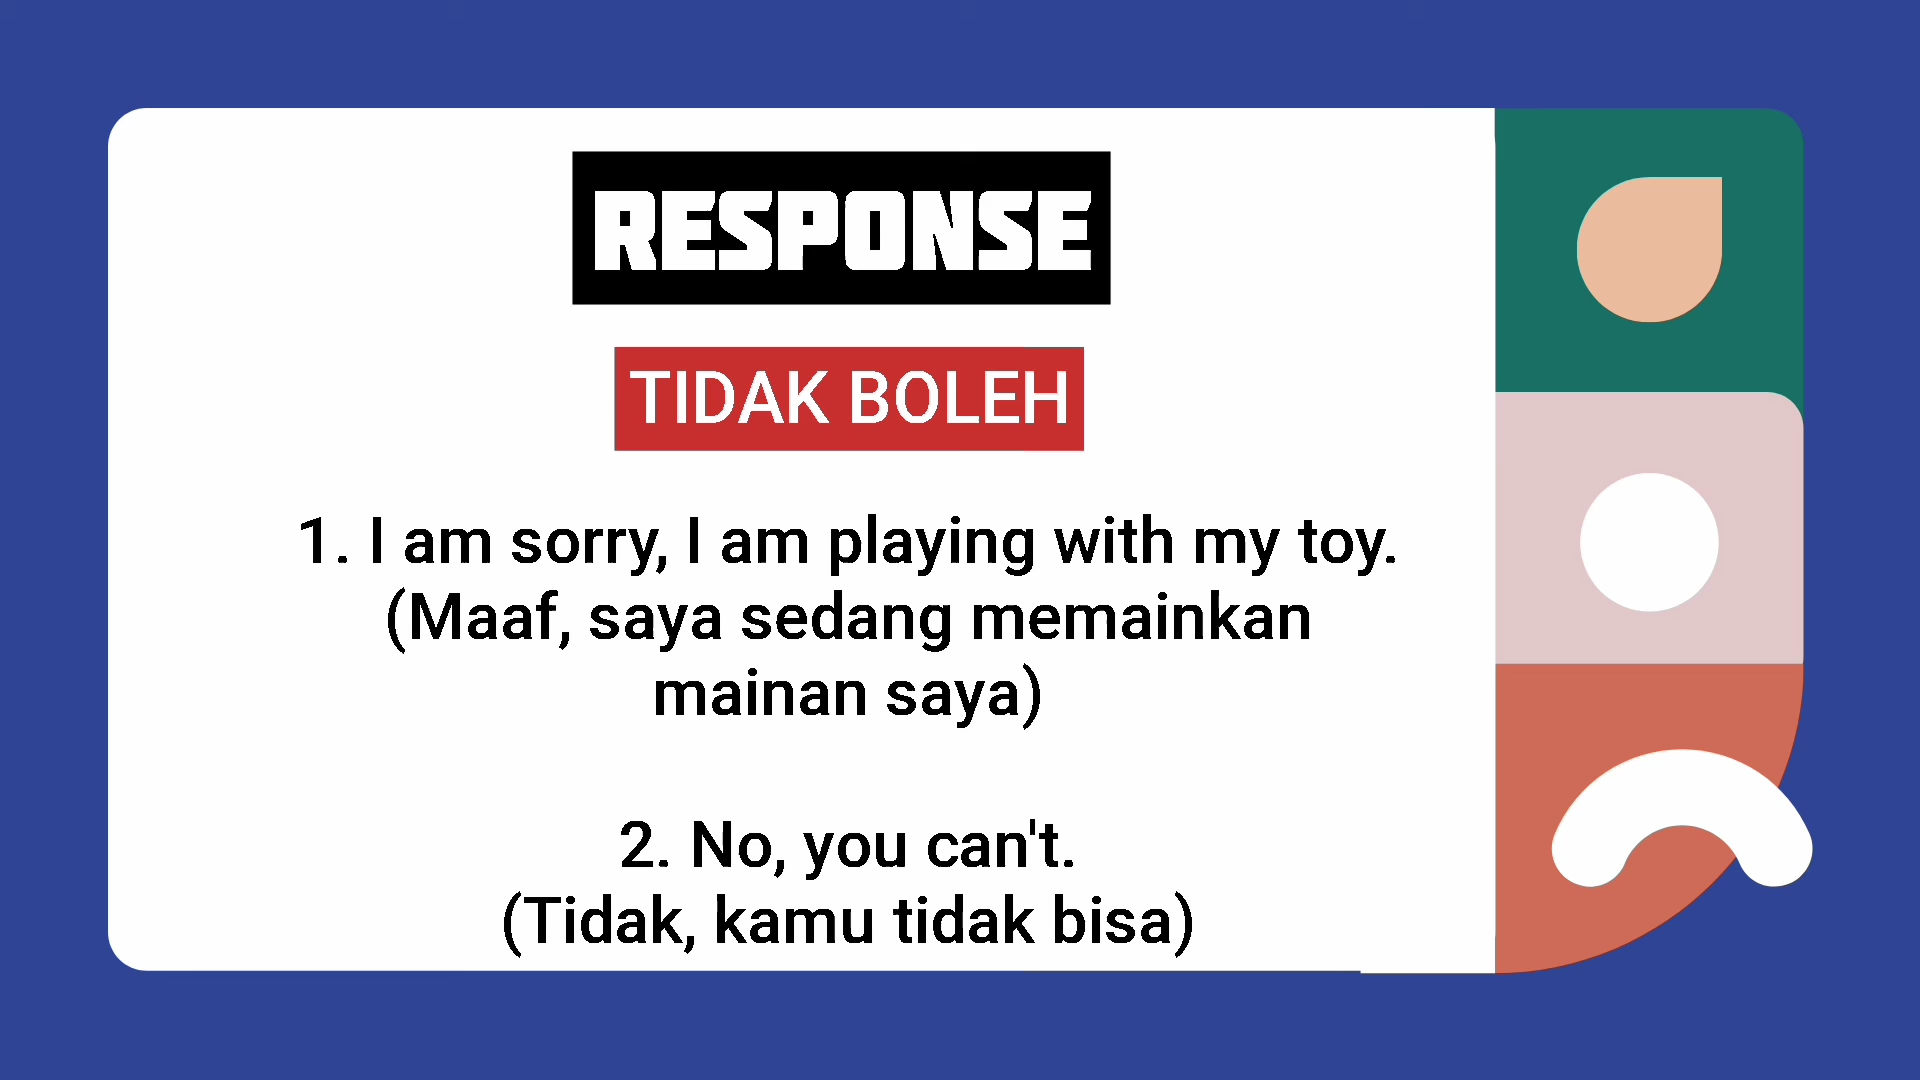 RESPONSE
TIDAK BOLEH
1. I am sorry, I am playing with my toy.
(Maaf, saya sedang memainkan
mainan saya)
2. No, you can't.
(Tidak, kamu tidak bisa)